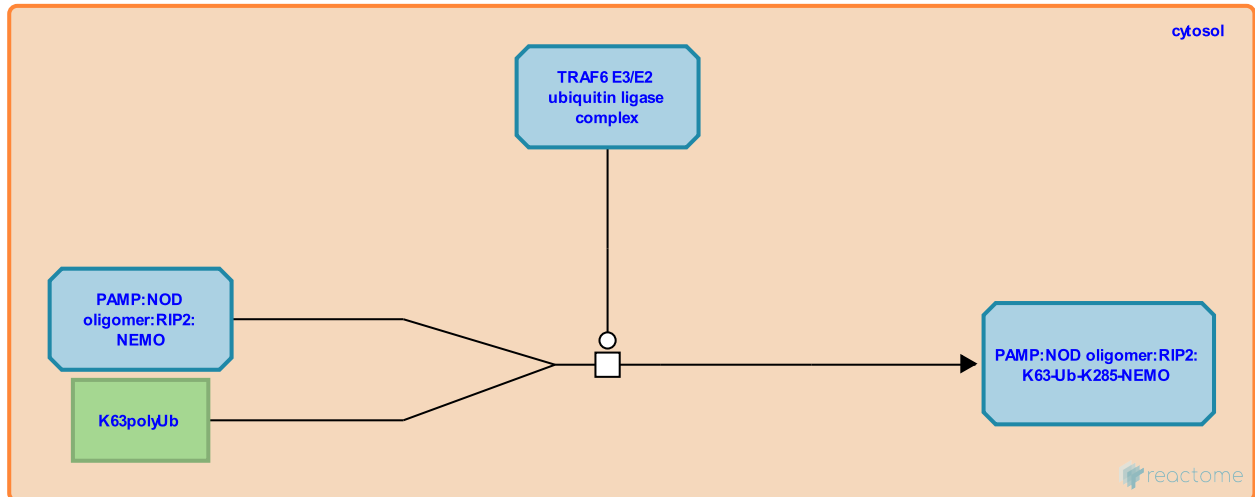 cytosol
TRAF6 E3/E2
ubiquitin ligase
complex
PAMP:NOD
oligomer:RIP2:
NEMO
K63polyUb
PAMP:NOD oligomer:RIP2:
K63-Ub-K285-NEMO
reactome